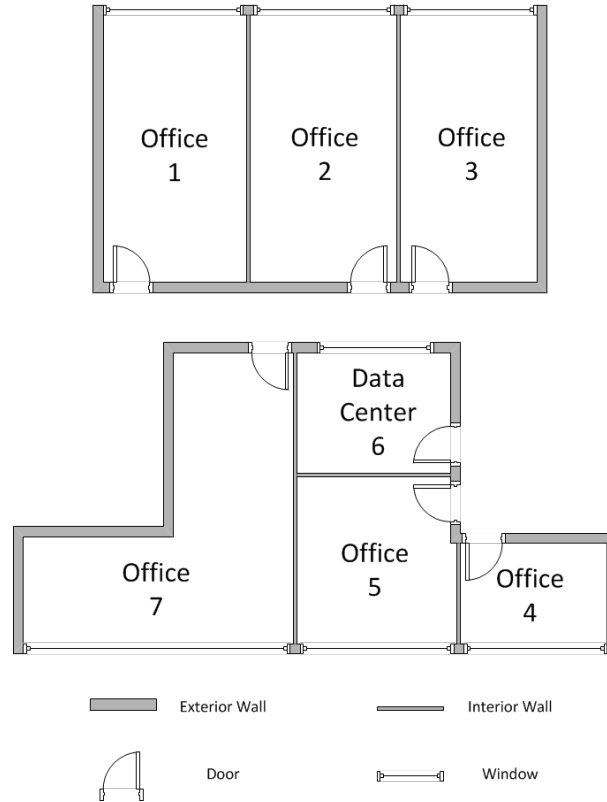 Office
1
Office
2
Office
3
Data
Center
6
Office
7
Office
5
Office
4
Exterior Wall
Interior Wall
Door
Window